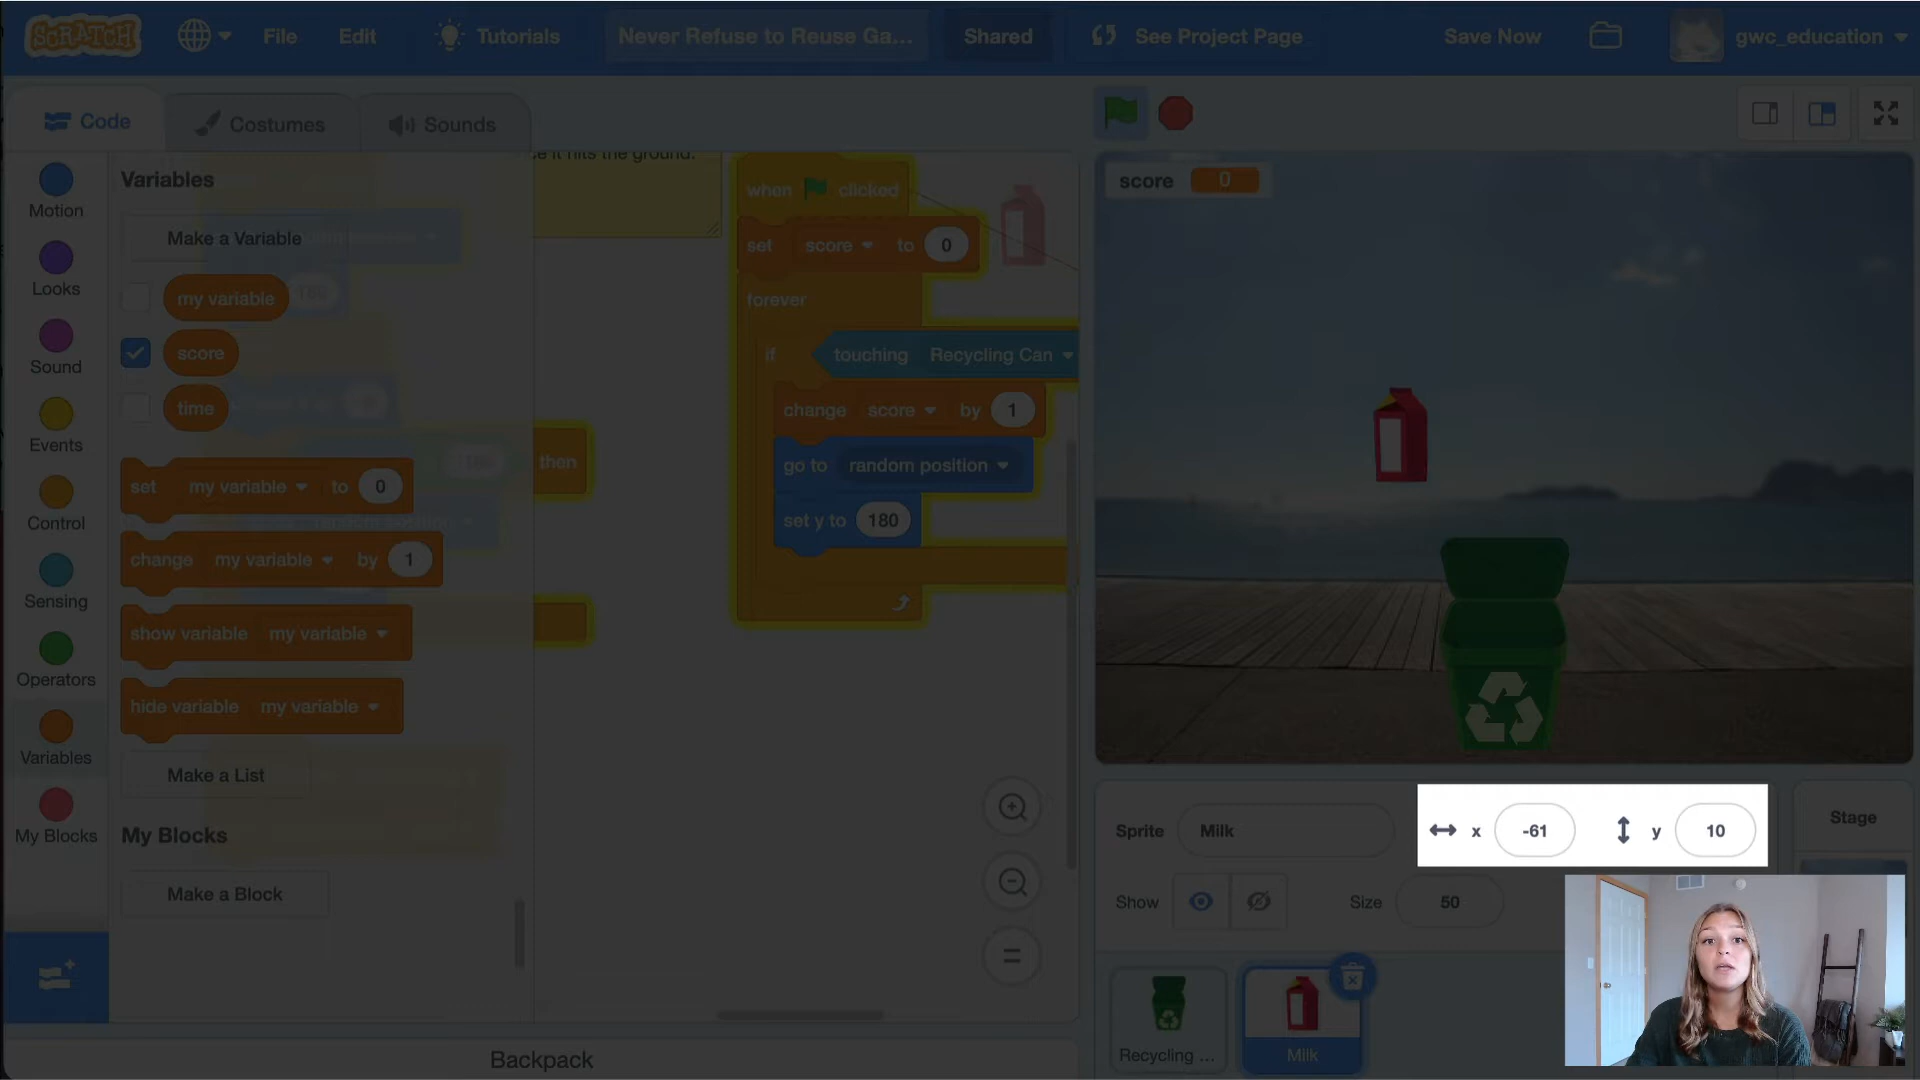 SCRATCH File Edit Tutorials Never Refuse to Reuse Ga... Shared See Project Page Save Now gwc_education
Code Costumes Sounds
Motion
Looks
Sound
Events
Control
Sensing
Operators
Variables
My Blocks
Variables
Make a Variable
my variable
score
time
set my variable to 0
change my variable by 1
show variable my variable
hide variable my variable
Make a List
My Blocks
Make a Block
e it hits the ground.
then
when clicked
set score to 0
forever
if touching Recycling Can
change score by 1
go to random position
set y to 180
score 0
Sprite Milk x -61 y 10
Show Size 50
Stage
Recycling ...
Milk
Backpack